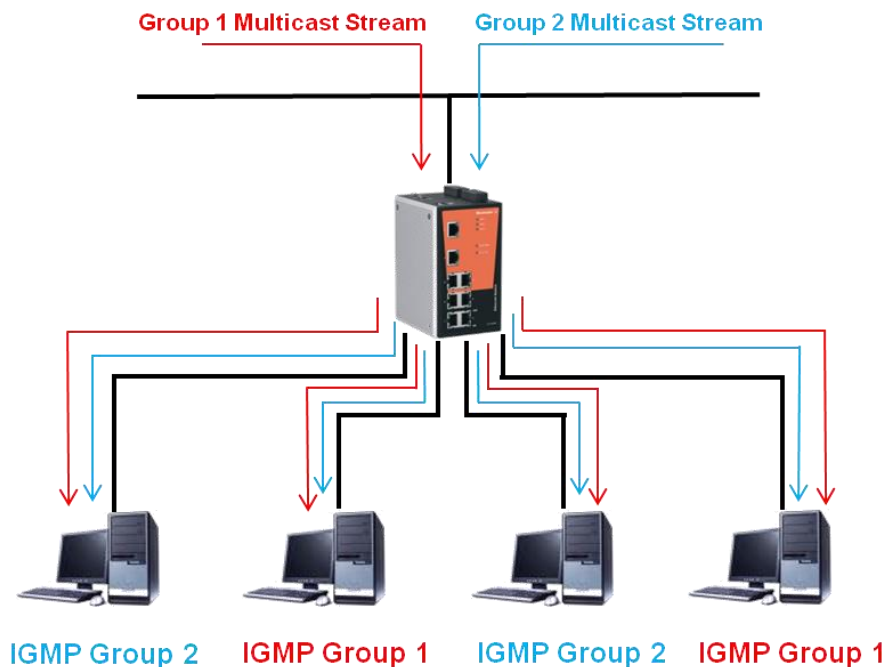 Group 1 Multicast Stream
Group 2 Multicast Stream
IGMP Group 2
IGMP Group 1
IGMP Group 2
IGMP Group 1